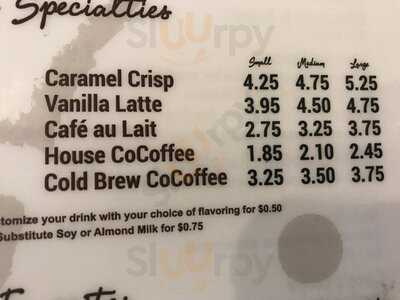 Specialties
Small Medium Large
Caramel Crisp 4.25 4.75 5.25
Vanilla Latte 3.95 4.50 4.75
Café au Lait 2.75 3.25 3.75
House CoCoffee 1.85 2.10 2.45
Cold Brew CoCoffee 3.25 3.50 3.75
stomize your drink with your choice of flavoring for $0.50
Substitute Soy or Almond Milk for $0.75
Sluurpy
Sluurpy